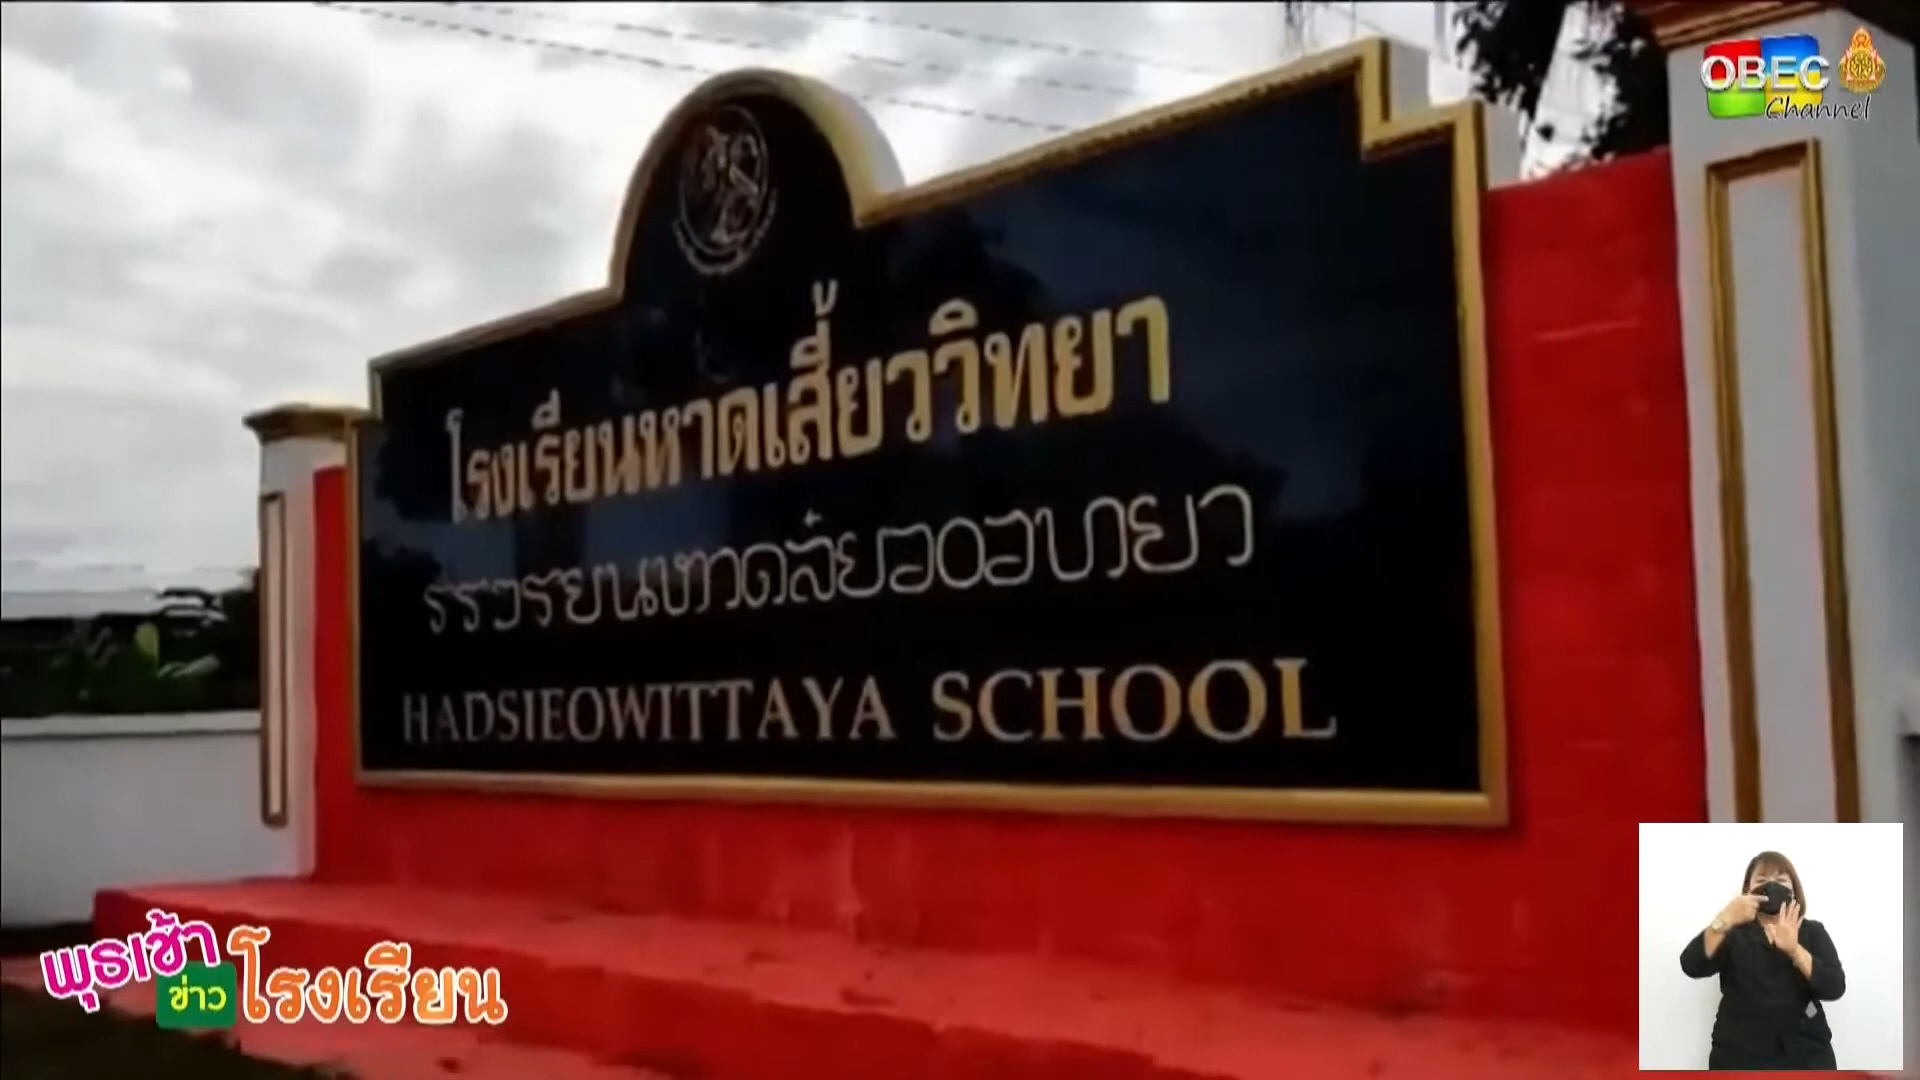 OBEC
Channel
โรงเรียนหาดเสี้ยววิทยา
HADSIEOWITTAYA SCHOOL
พุธเช้า
ข่าว
โรงเรียน